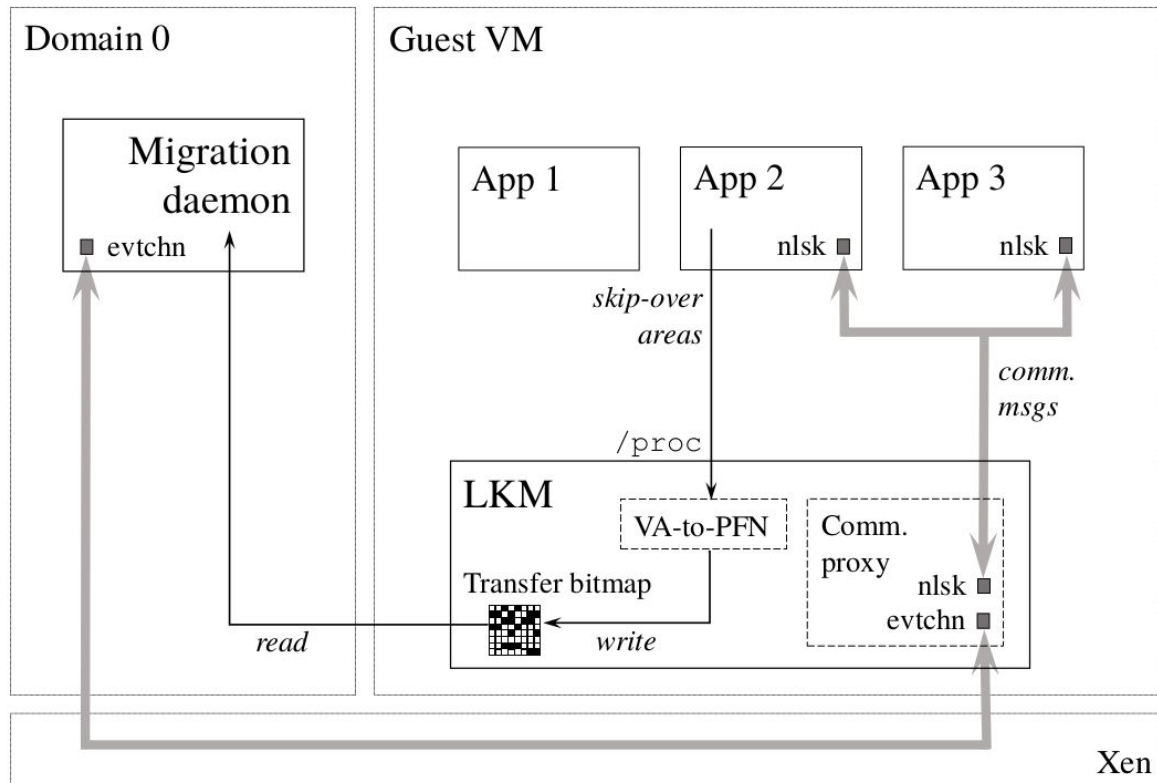 Domain 0
Guest VM
Migration
daemon
evtchn
App 1
App 2
nlsk
App 3
nlsk
skip-over
areas
comm.
msgs
/proc
LKM
VA-to-PFN
Comm.
proxy
nlsk
evtchn
Transfer bitmap
read
write
Xen